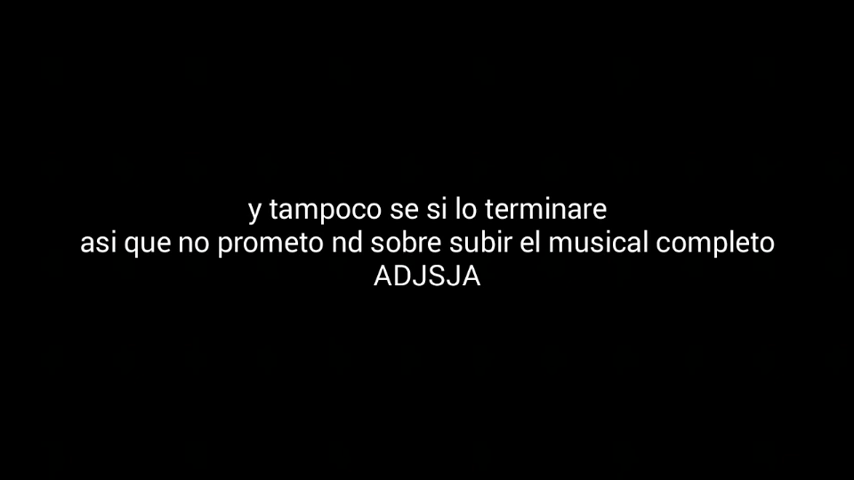 y tampoco se si lo terminare
asi que no prometo nd sobre subir el musical completo
ADJSJA